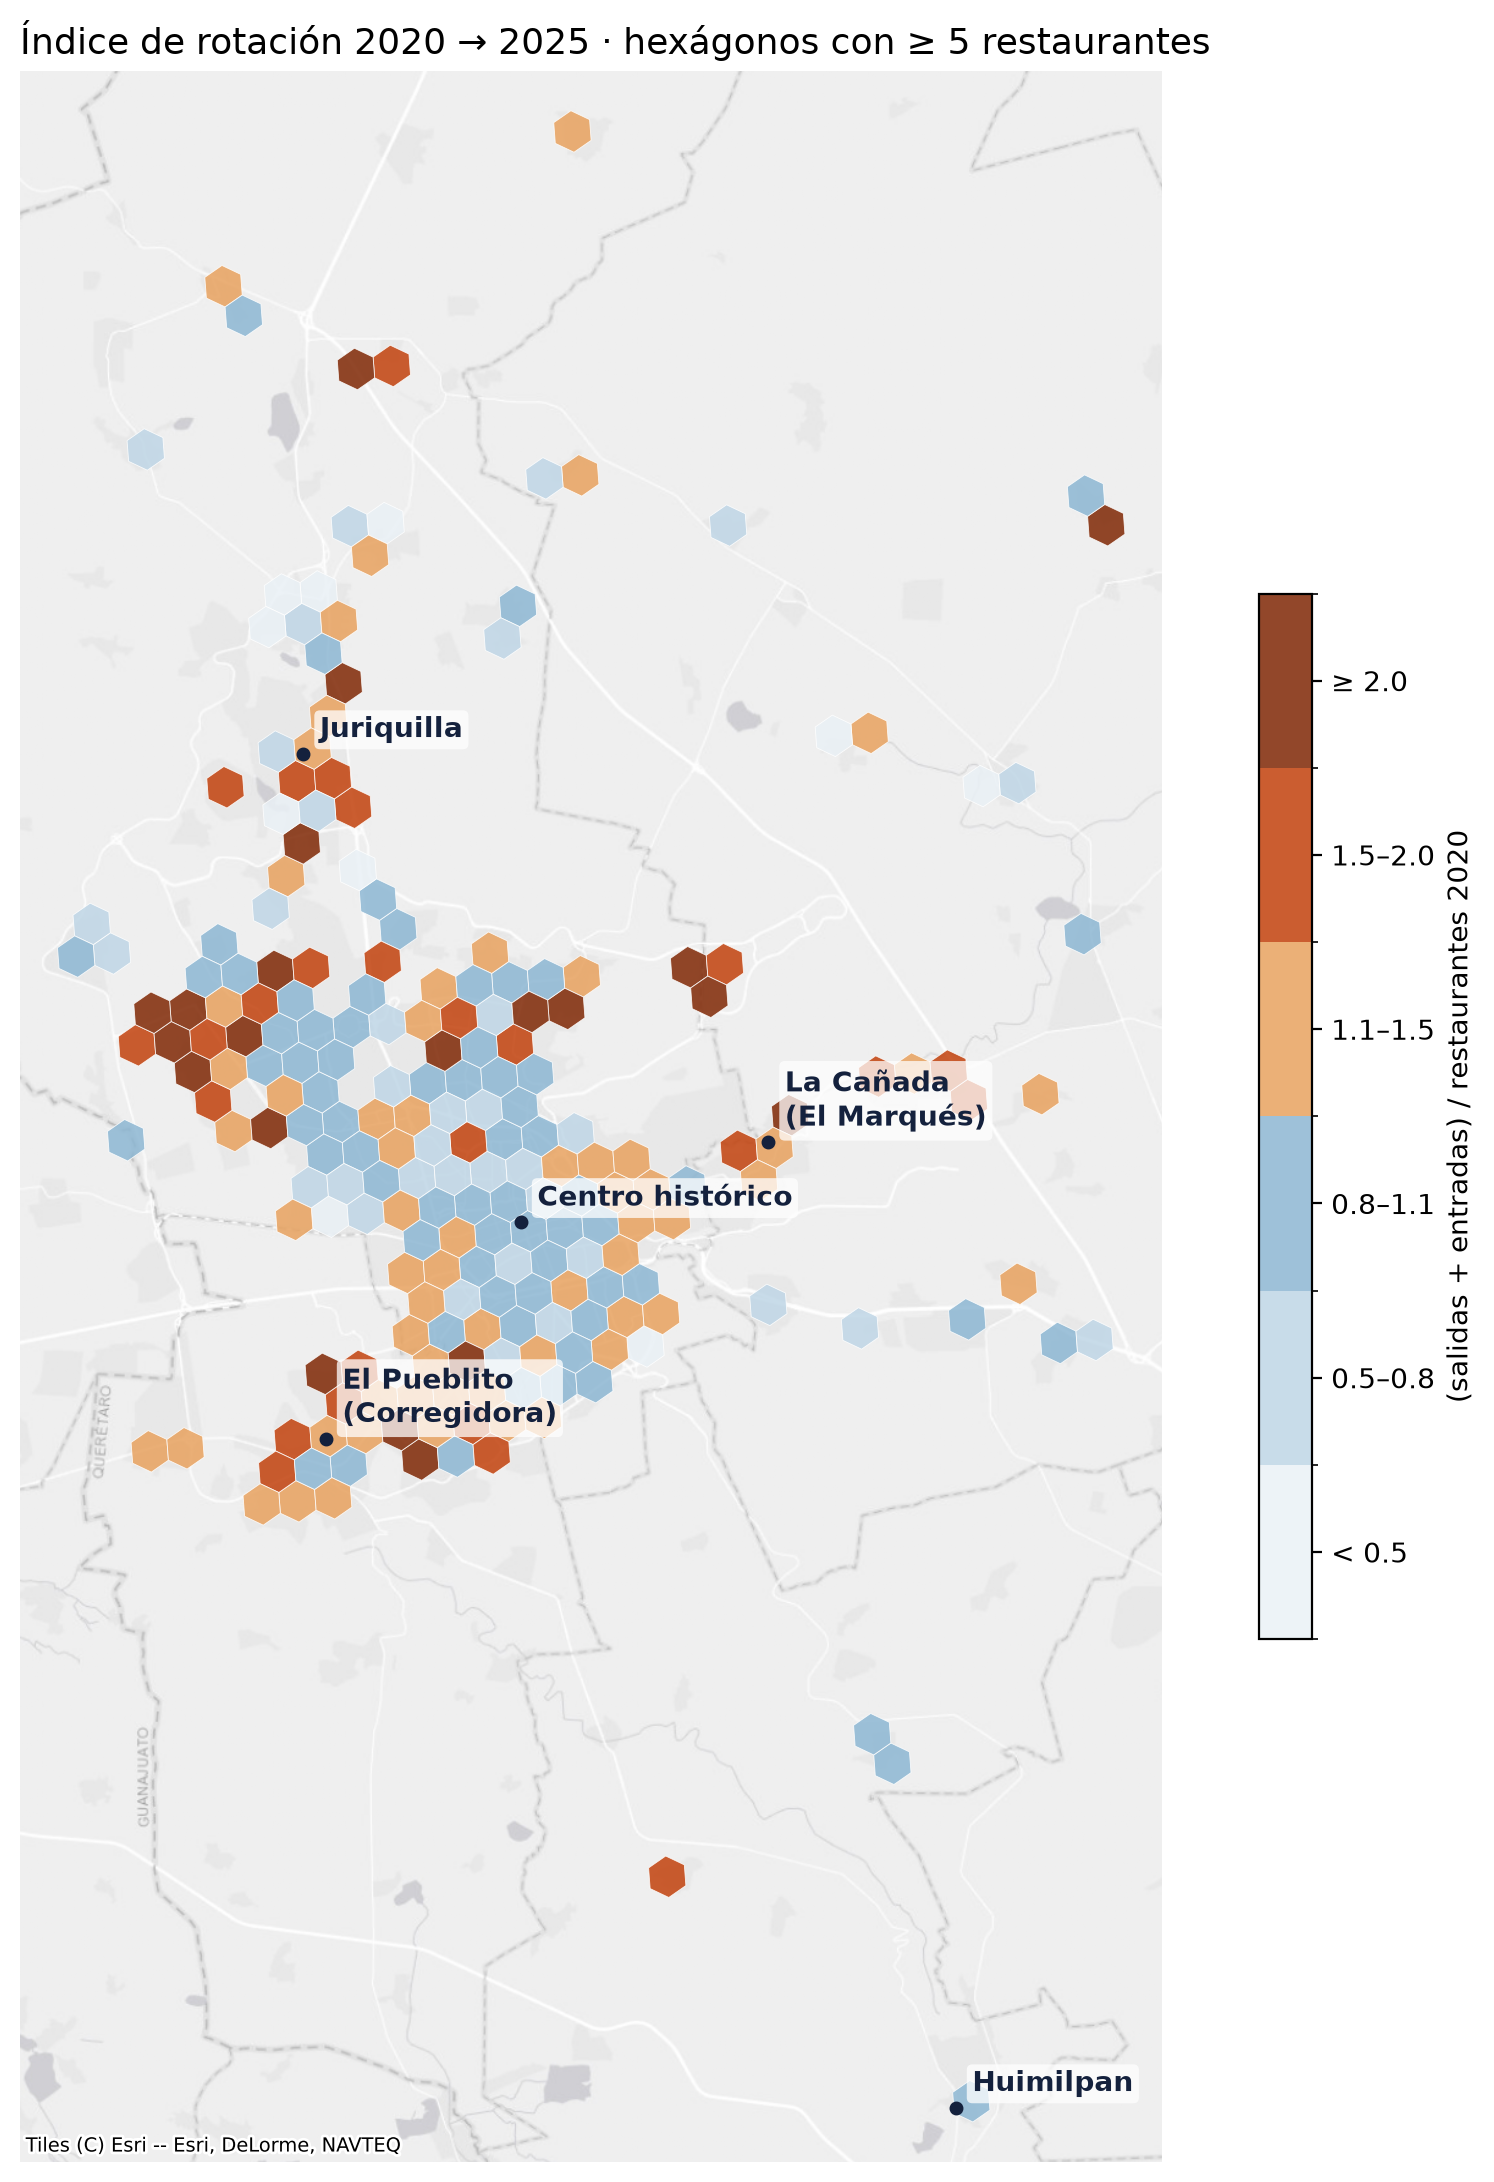 Índice de rotación 2020 → 2025 · hexágonos con ≥ 5 restaurantes
Juriquilla
La Cañada
(El Marqués)
Centro histórico
El Pueblito
(Corregidora)
QUERÉTARO
GUANAJUATO
Huimilpan
Tiles (C) Esri -- Esri, DeLorme, NAVTEQ
≥ 2.0
1.5–2.0
1.1–1.5
0.8–1.1
0.5–0.8
< 0.5
(salidas + entradas) / restaurantes 2020